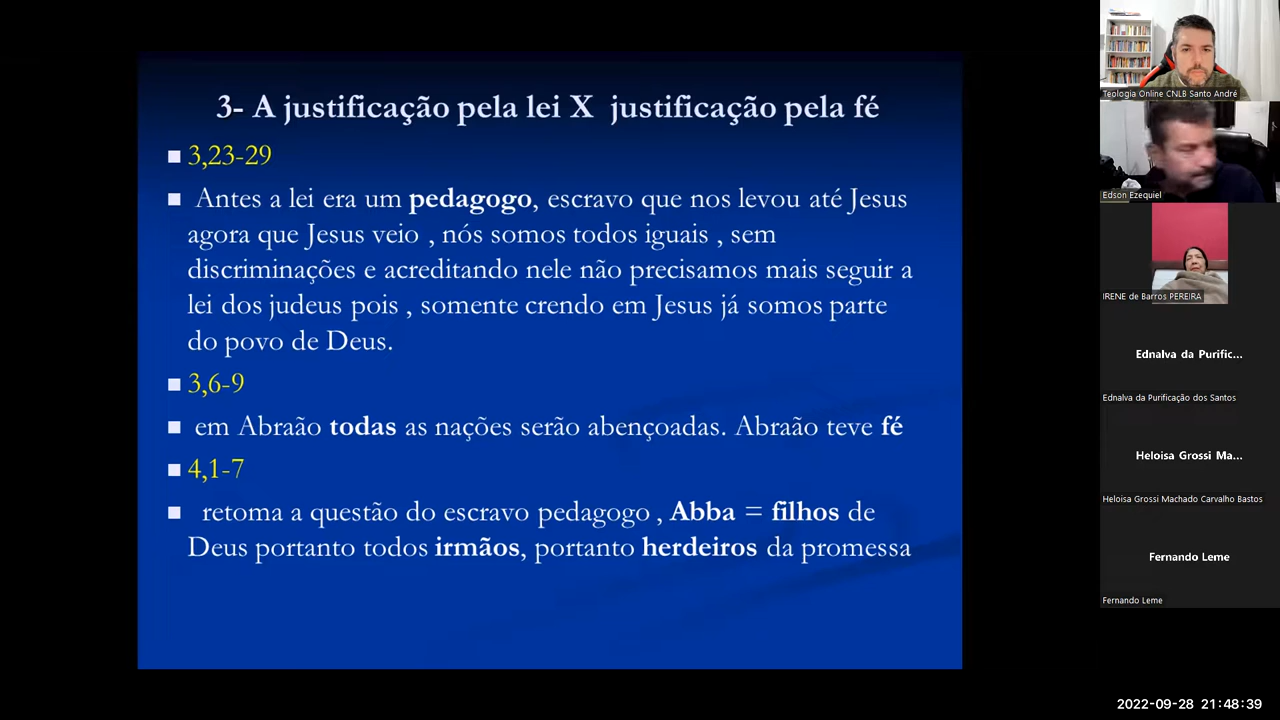 3- A justificação pela lei X justificação pela fé
3,23-29
Antes a lei era um pedagogo, escravo que nos levou até Jesus
agora que Jesus veio , nós somos todos iguais , sem
discriminações e acreditando nele não precisamos mais seguir a
lei dos judeus pois , somente crendo em Jesus já somos parte
do povo de Deus.
3,6-9
em Abraão todas as nações serão abençoadas. Abraão teve fé
4,1-7
retoma a questão do escravo pedagogo , Abba = filhos de
Deus portanto todos irmãos, portanto herdeiros da promessa
Teologia Online CNLB Santo André
Edson Ezequiel
IRENE de Barros PEREIRA
Ednalva da Purific...
Ednalva da Purificação dos Santos
Heloisa Grossi Ma...
Heloisa Grossi Machado Carvalho Bastos
Fernando Leme
Fernando Leme
2022-09-28 21:48:39